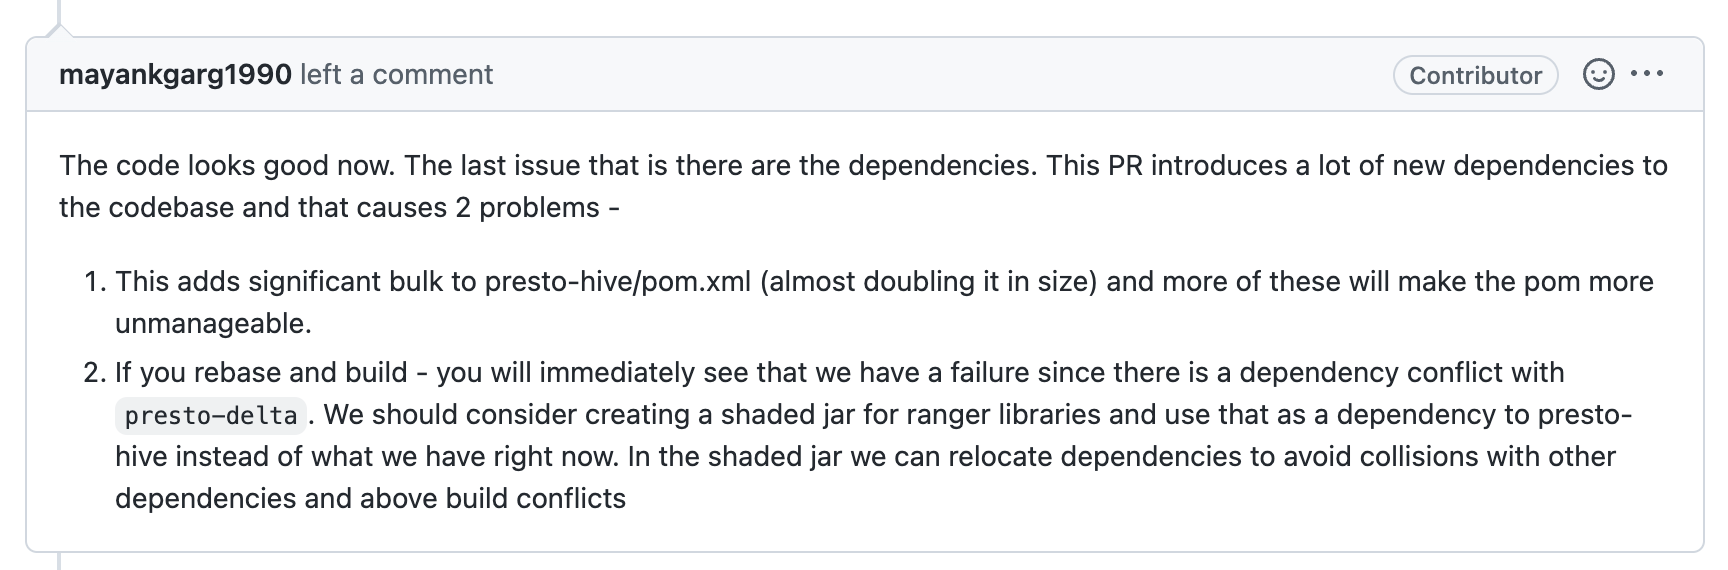 mayankgarg1990 left a comment Contributor
The code looks good now. The last issue that is there are the dependencies. This PR introduces a lot of new dependencies to
the codebase and that causes 2 problems -
1. This adds significant bulk to presto-hive/pom.xml (almost doubling it in size) and more of these will make the pom more
unmanageable.
2. If you rebase and build - you will immediately see that we have a failure since there is a dependency conflict with
presto-delta. We should consider creating a shaded jar for ranger libraries and use that as a dependency to presto-
hive instead of what we have right now. In the shaded jar we can relocate dependencies to avoid collisions with other
dependencies and above build conflicts